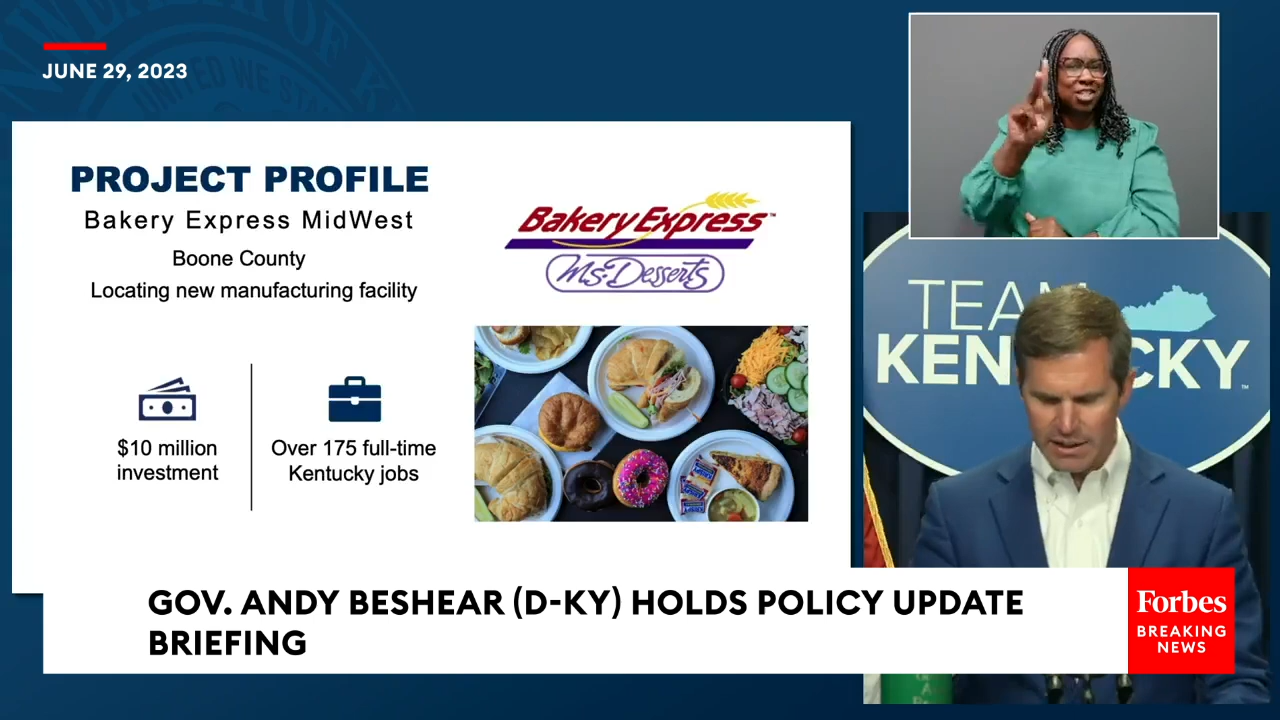 JUNE 29, 2023
PROJECT PROFILE
Bakery Express MidWest
Boone County
Locating new manufacturing facility
$10 million
investment
Over 175 full-time
Kentucky jobs
Bakery Express™
Ms. Desserts
TEAM
KENTUCKY™
GOV. ANDY BESHEAR (D-KY) HOLDS POLICY UPDATE
BRIEFING
Forbes
BREAKING
NEWS